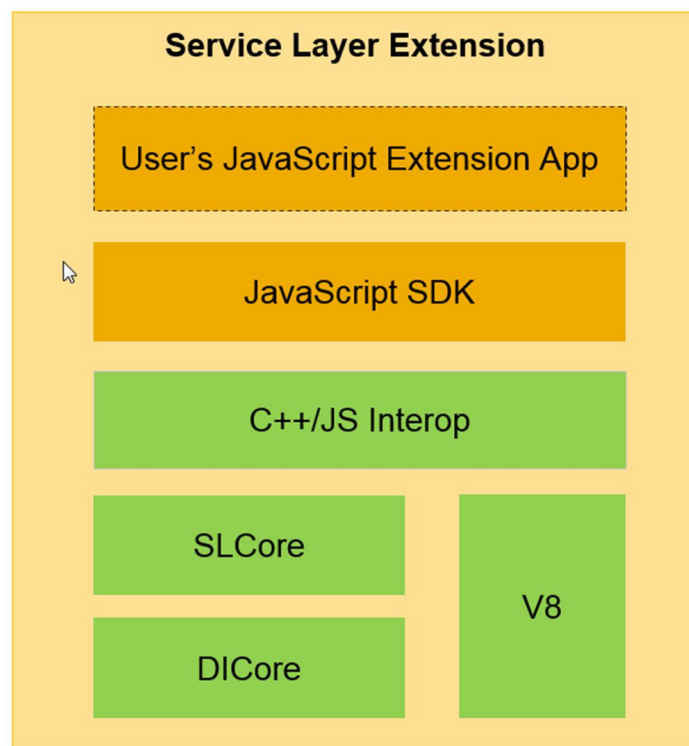 Service Layer Extension
User’s JavaScript Extension App
JavaScript SDK
C++/JS Interop
SLCore
V8
DICore